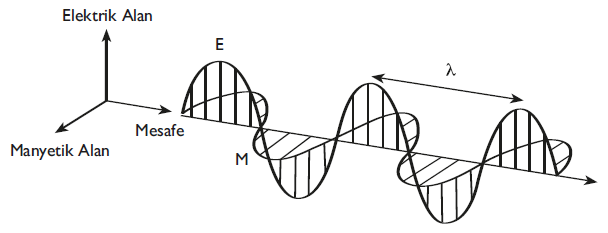 Elektrik Alan
E
λ
Mesafe
Manyetik Alan
M